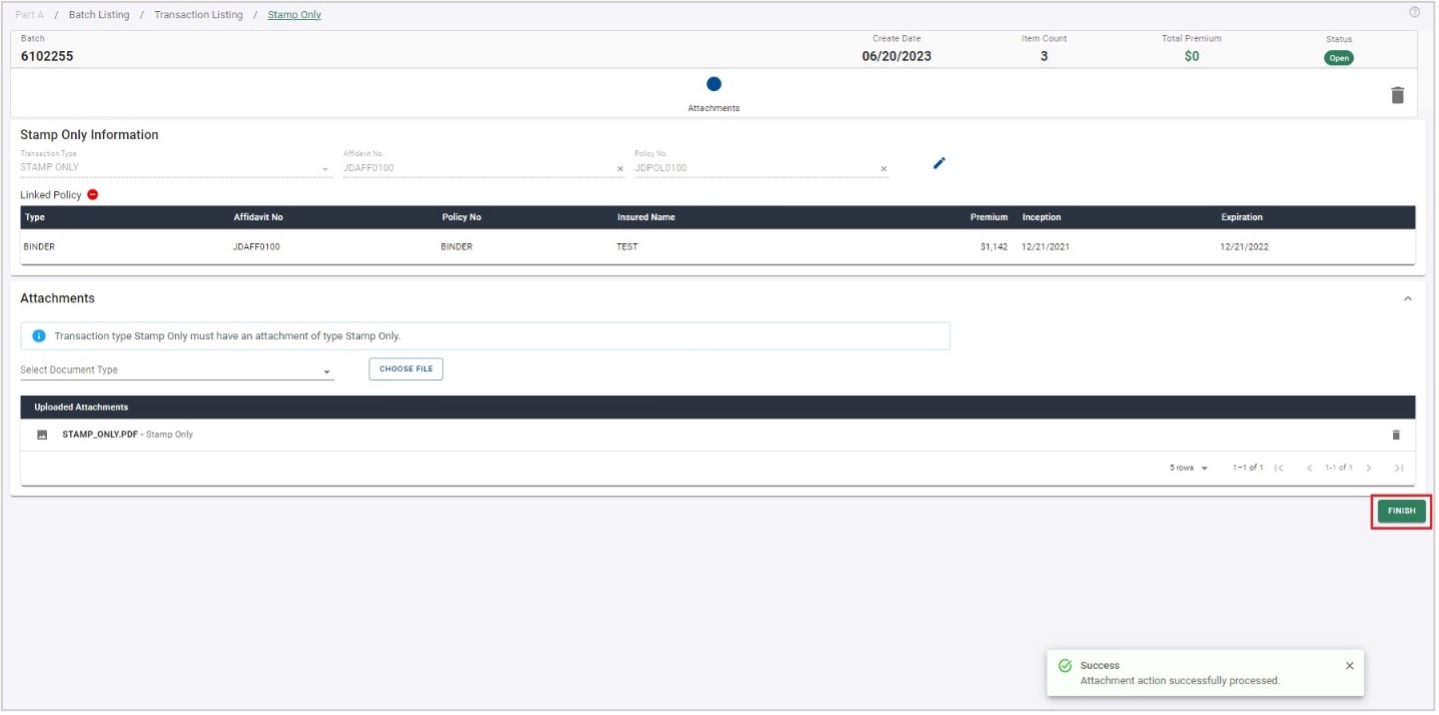 Part A / Batch Listing / Transaction Listing / Stamp Only
Batch Create Date Item Count Total Premium Status
6102255 06/20/2023 3 $0 Open
Attachments
Stamp Only Information
Transaction Type Affidavit No. Policy No.
STAMP ONLY JDAFF0100 × JDPOL0100 ×
Linked Policy
Type Affidavit No Policy No Insured Name Premium Inception Expiration
BINDER JDAFF0100 BINDER TEST $1,142 12/21/2021 12/21/2022
Attachments
Transaction type Stamp Only must have an attachment of type Stamp Only.
Select Document Type CHOOSE FILE
Uploaded Attachments
STAMP_ONLY.PDF - Stamp Only
5 rows 1-1 of 1 |< < 1-1 of 1 > >|
FINISH
Success ×
Attachment action successfully processed.